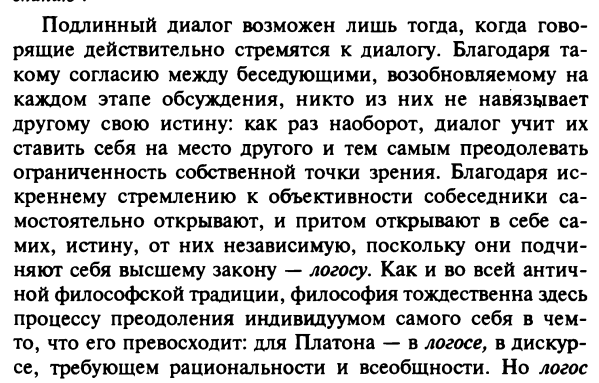 Подлинный диалог возможен лишь тогда, когда гово-
рящие действительно стремятся к диалогу. Благодаря та-
кому согласию между беседующими, возобновляемому на
каждом этапе обсуждения, никто из них не навязывает
другому свою истину: как раз наоборот, диалог учит их
ставить себя на место другого и тем самым преодолевать
ограниченность собственной точки зрения. Благодаря ис-
креннему стремлению к объективности собеседники са-
мостоятельно открывают, и притом открывают в себе са-
мих, истину, от них независимую, поскольку они подчи-
няют себя высшему закону — логосу. Как и во всей антич-
ной философской традиции, философия тождественна здесь
процессу преодоления индивидуумом самого себя в чем-
то, что его превосходит: для Платона — в логосе, в дискур-
се, требующем рациональности и всеобщности. Но логос